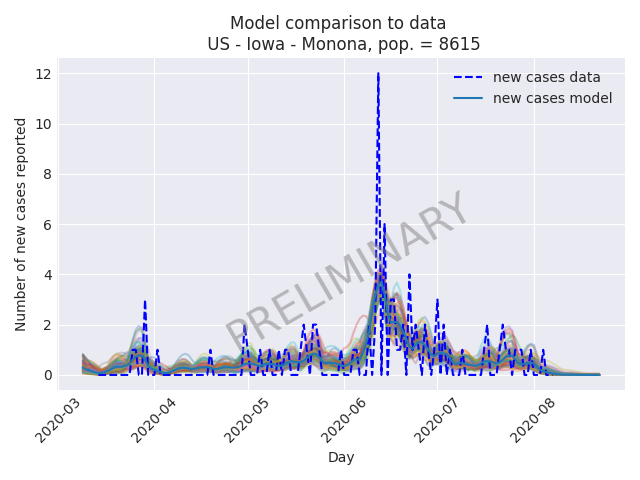 Model comparison to data
US - Iowa - Monona, pop. = 8615
new cases data
new cases model
PRELIMINARY
Number of new cases reported
12
10
8
6
4
2
0
2020-03
2020-04
2020-05
2020-06
2020-07
2020-08
Day